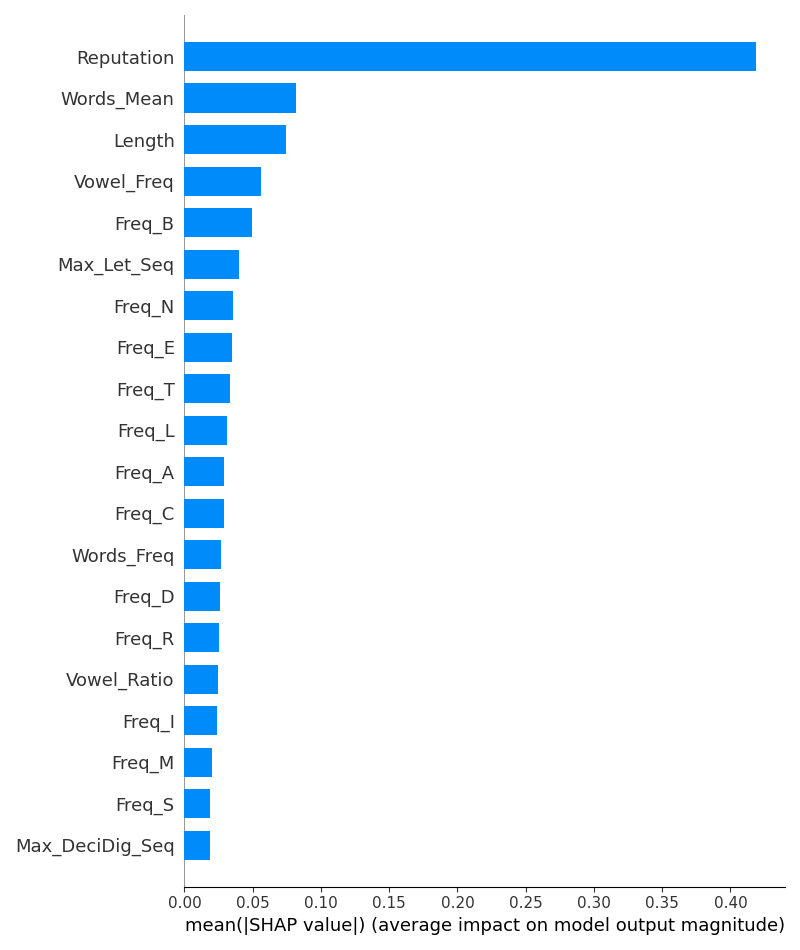 Reputation
Words_Mean
Length
Vowel_Freq
Freq_B
Max_Let_Seq
Freq_N
Freq_E
Freq_T
Freq_L
Freq_A
Freq_C
Words_Freq
Freq_D
Freq_R
Vowel_Ratio
Freq_I
Freq_M
Freq_S
Max_DeciDig_Seq
0.00 0.05 0.10 0.15 0.20 0.25 0.30 0.35 0.40
mean(|SHAP value|) (average impact on model output magnitude)